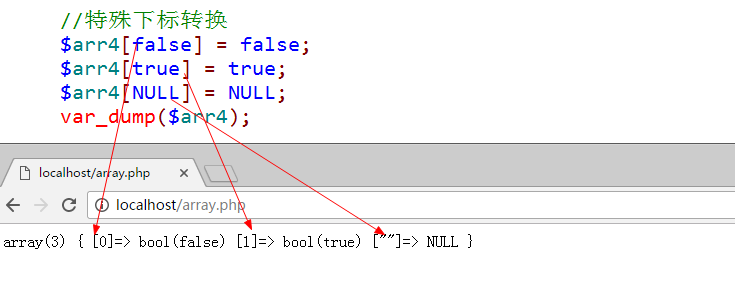 //特殊下标转换
$arr4[false] = false;
$arr4[true] = true;
$arr4[NULL] = NULL;
var_dump($arr4);
localhost/array.php
localhost/array.php
array(3) { [0]=> bool(false) [1]=> bool(true) [""]=> NULL }